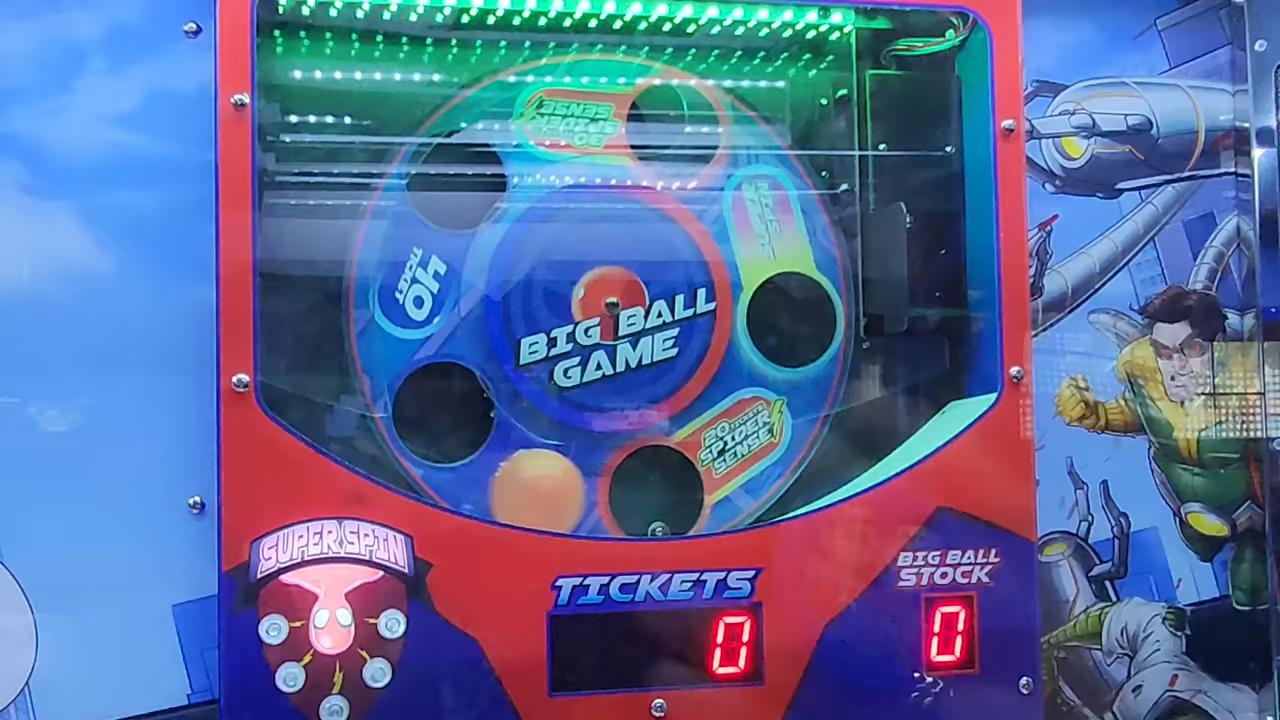 30
SPIDER
SENSE
40
TICKET
BIG BALL
GAME
20 TICKETS
SPIDER
SENSE
SUPER SPIN
TICKETS
0
BIG BALL
STOCK
0